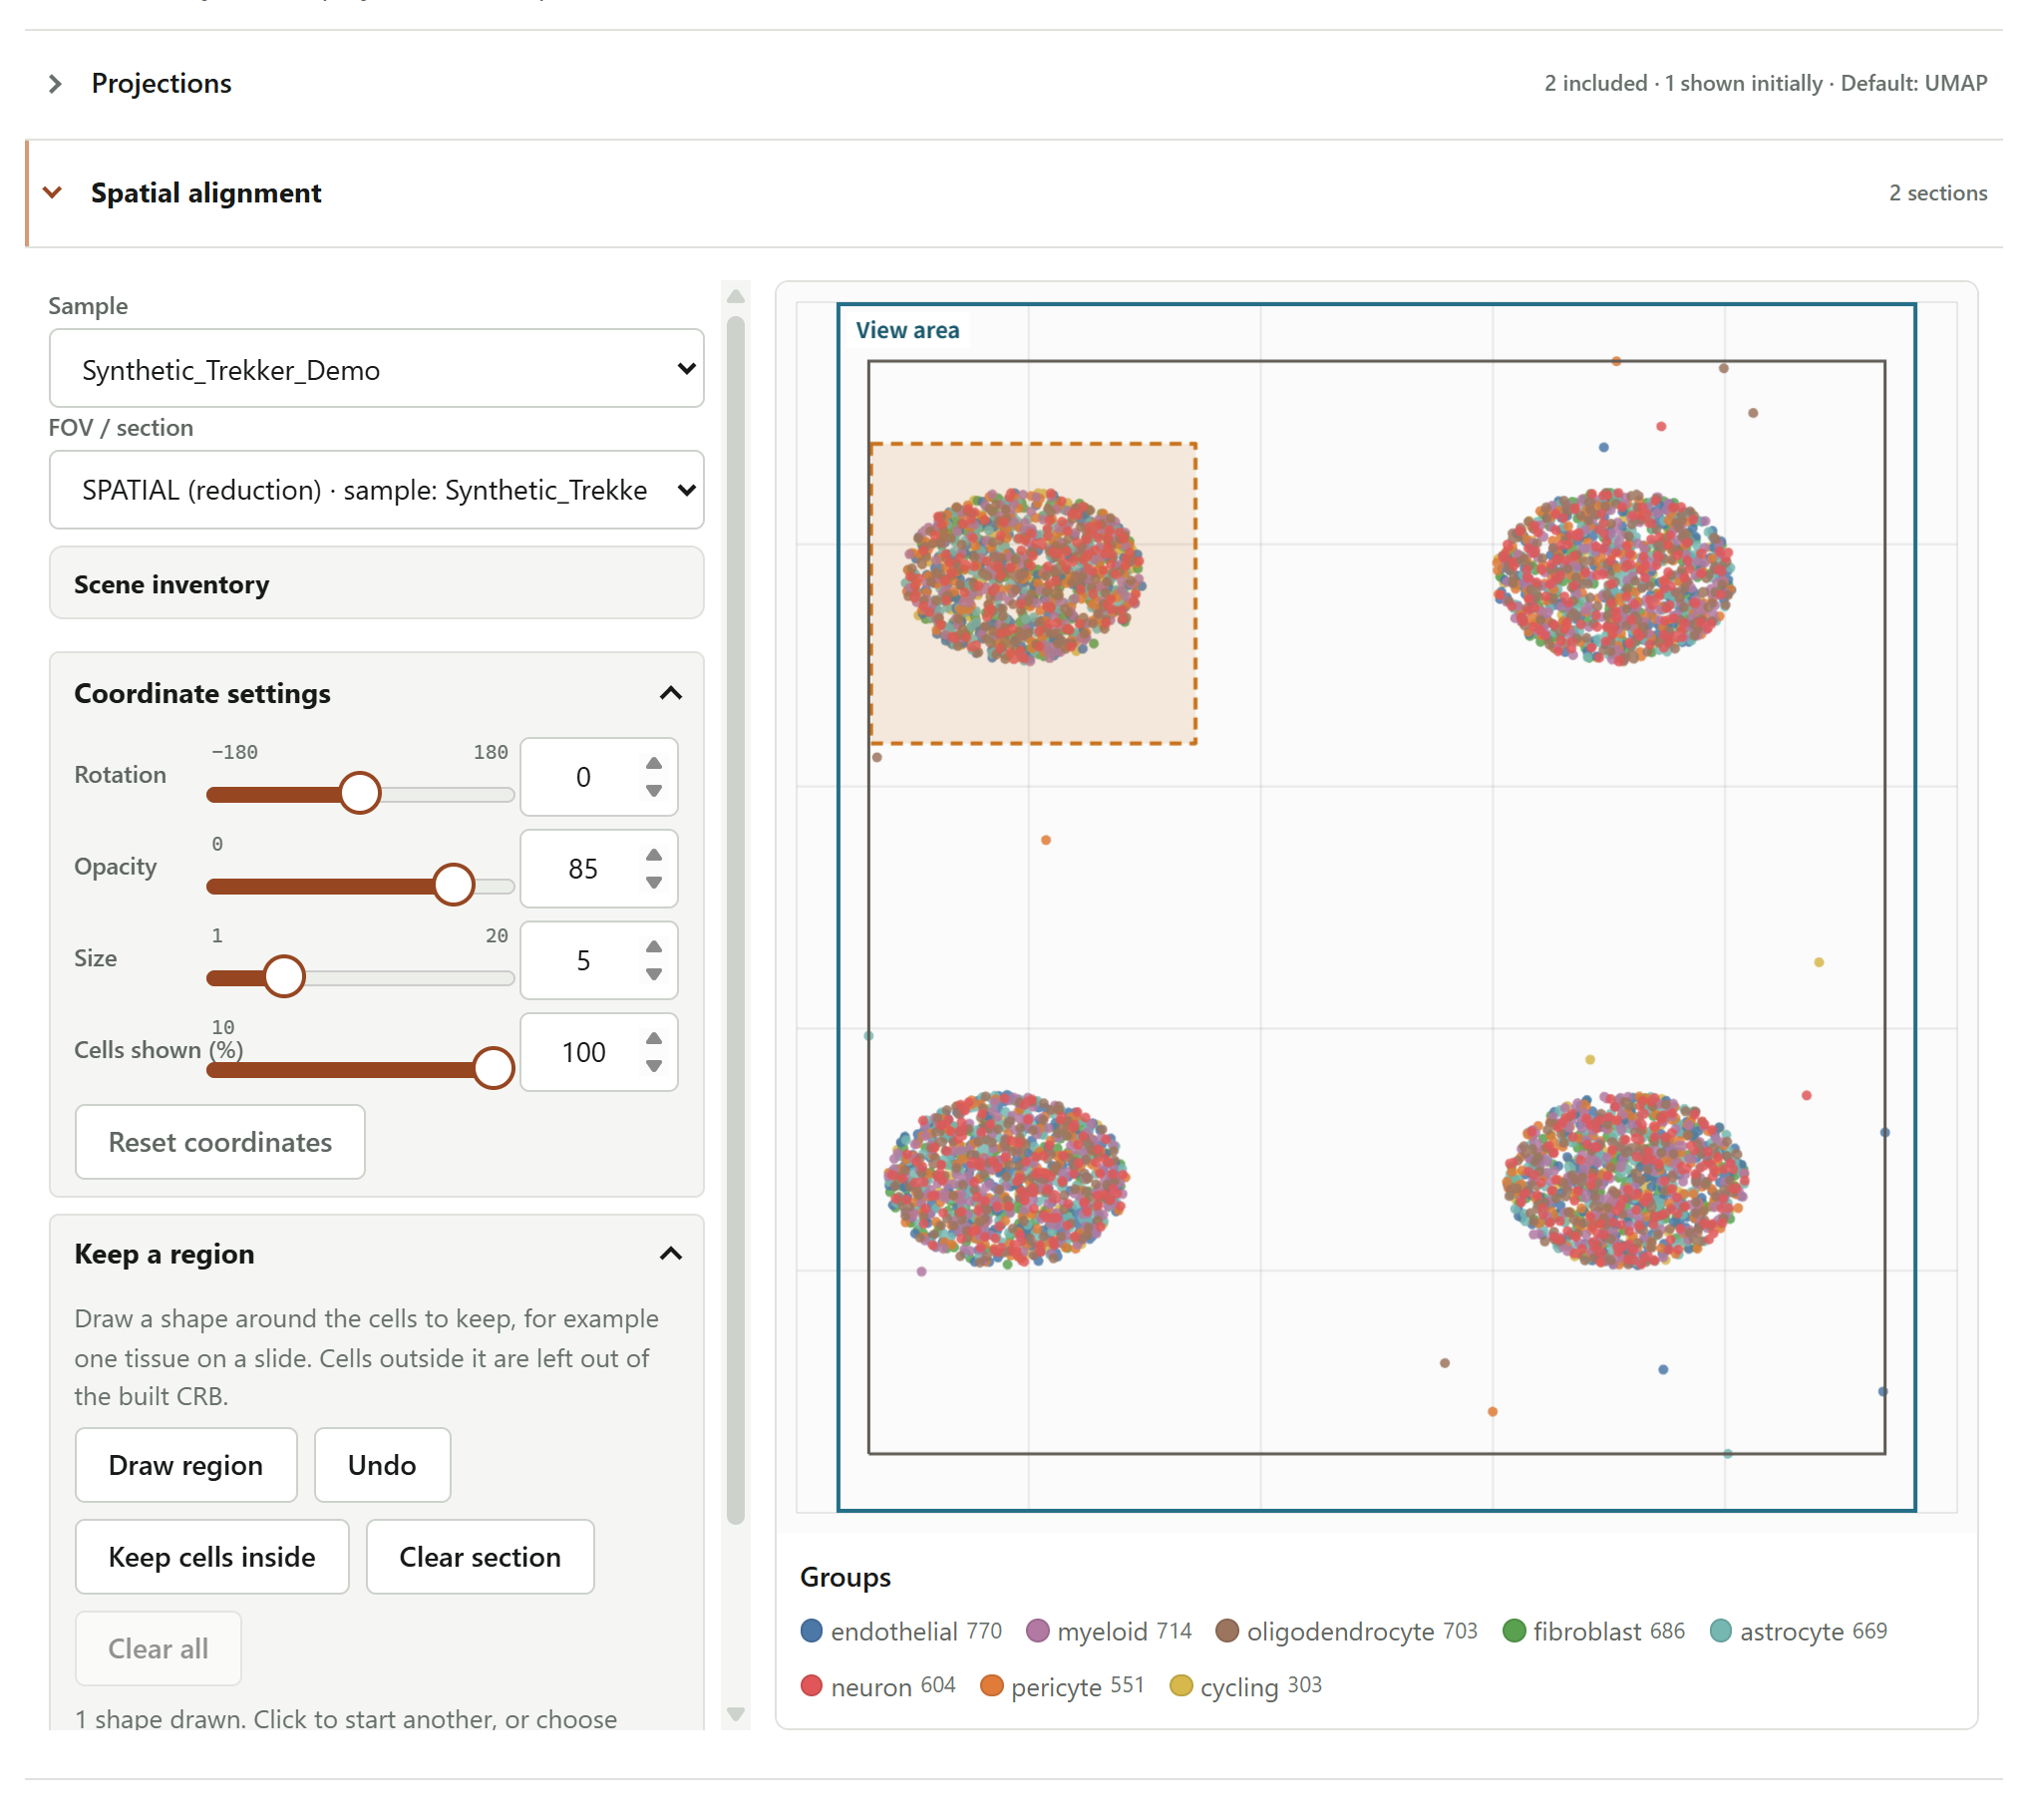 Projections
2 included · 1 shown initially · Default: UMAP
Spatial alignment
2 sections
Sample
Synthetic_Trekker_Demo
FOV / section
SPATIAL (reduction) · sample: Synthetic_Trekke
Scene inventory
Coordinate settings
−180
180
Rotation
0
0
Opacity
85
1
20
Size
5
10
Cells shown (%)
100
Reset coordinates
Keep a region
Draw a shape around the cells to keep, for example
one tissue on a slide. Cells outside it are left out of
the built CRB.
Draw region
Undo
Keep cells inside
Clear section
Clear all
1 shape drawn. Click to start another, or choose
View area
Groups
endothelial 770
myeloid 714
oligodendrocyte 703
fibroblast 686
astrocyte 669
neuron 604
pericyte 551
cycling 303